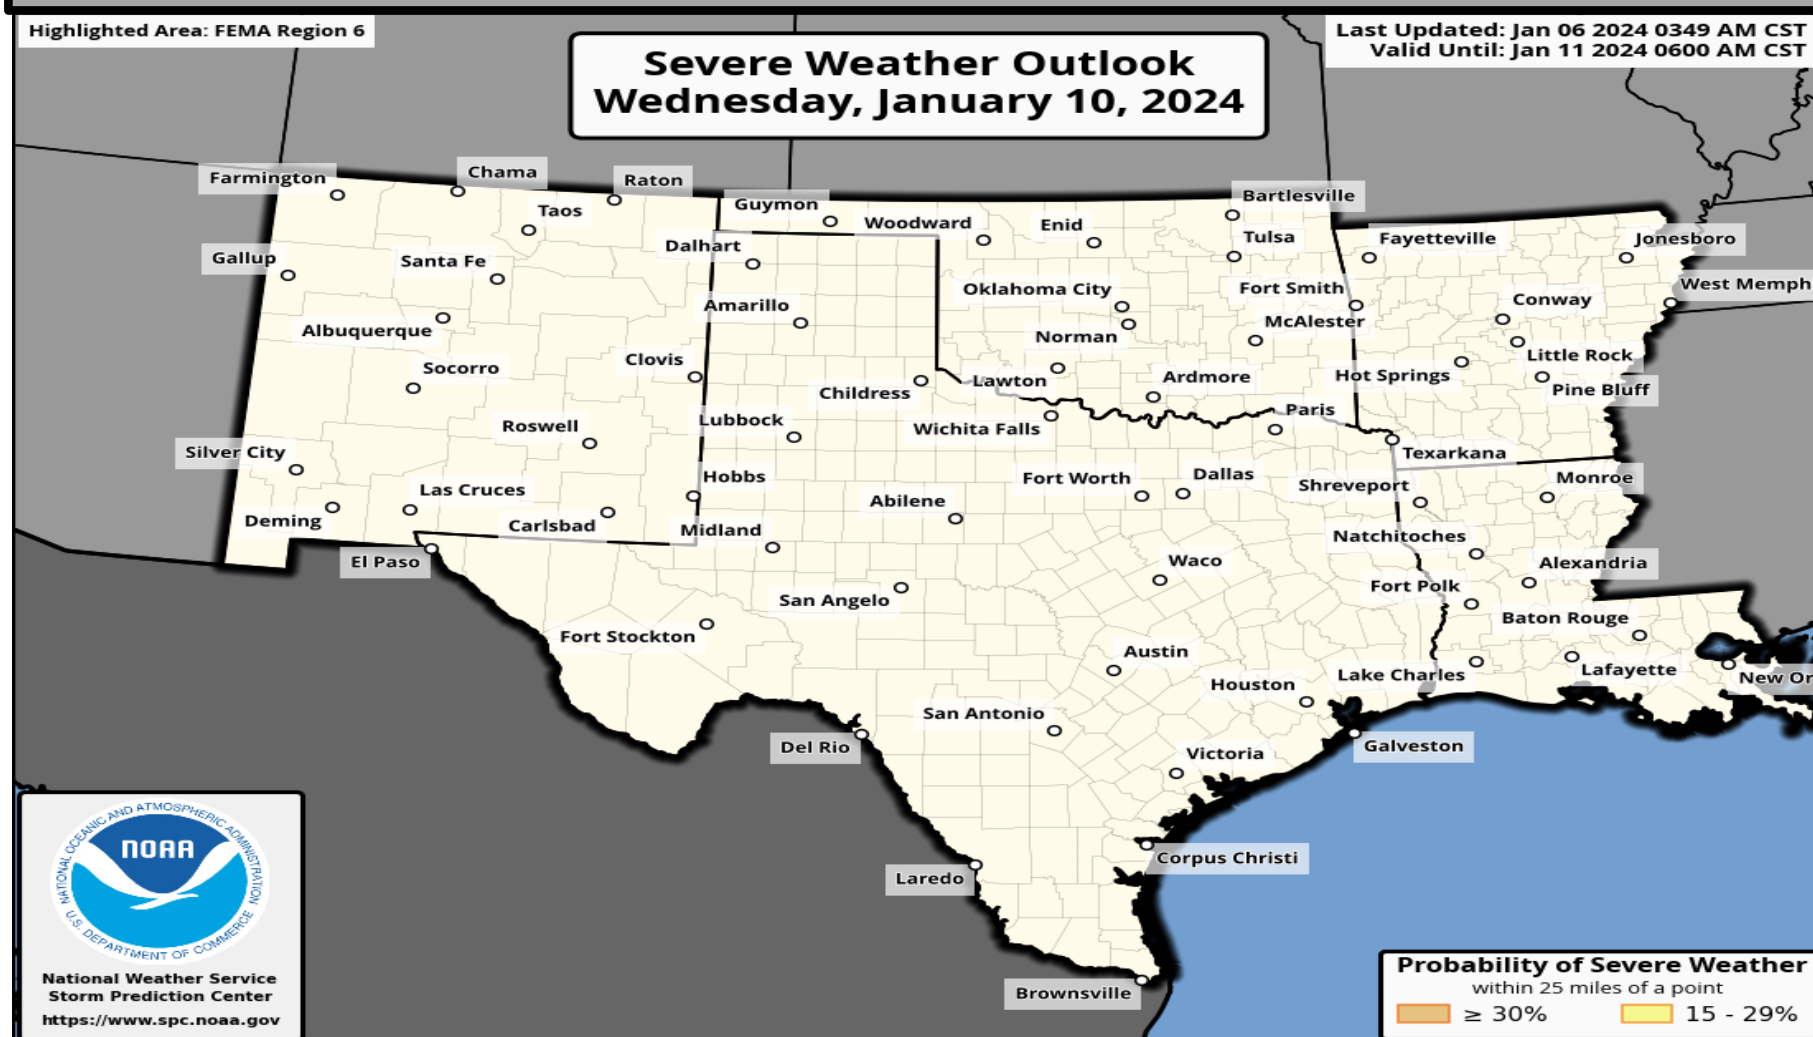 Highlighted Area: FEMA Region 6
Last Updated: Jan 06 2024 0349 AM CST
Valid Until: Jan 11 2024 0600 AM CST
Severe Weather Outlook
Wednesday, January 10, 2024
Farmington
Chama
Raton
Taos
Guymon
Woodward
Enid
Bartlesville
Tulsa
Fayetteville
Jonesboro
Gallup
Santa Fe
Dalhart
Oklahoma City
Fort Smith
West Memph
Amarillo
Conway
Albuquerque
Norman
McAlester
Socorro
Clovis
Childress
Lawton
Ardmore
Hot Springs
Little Rock
Pine Bluff
Roswell
Lubbock
Wichita Falls
Paris
Silver City
Texarkana
Las Cruces
Hobbs
Fort Worth
Dallas
Shreveport
Monroe
Deming
Carlsbad
Midland
Abilene
Natchitoches
El Paso
Waco
Alexandria
San Angelo
Fort Polk
Fort Stockton
Baton Rouge
Austin
Houston
Lake Charles
Lafayette
New Or
San Antonio
Del Rio
Victoria
Galveston
Corpus Christi
Laredo
Brownsville
NATIONAL OCEANIC AND ATMOSPHERIC ADMINISTRATION
NOAA
U.S. DEPARTMENT OF COMMERCE
National Weather Service
Storm Prediction Center
https://www.spc.noaa.gov
Probability of Severe Weather
within 25 miles of a point
≥ 30%
15 - 29%